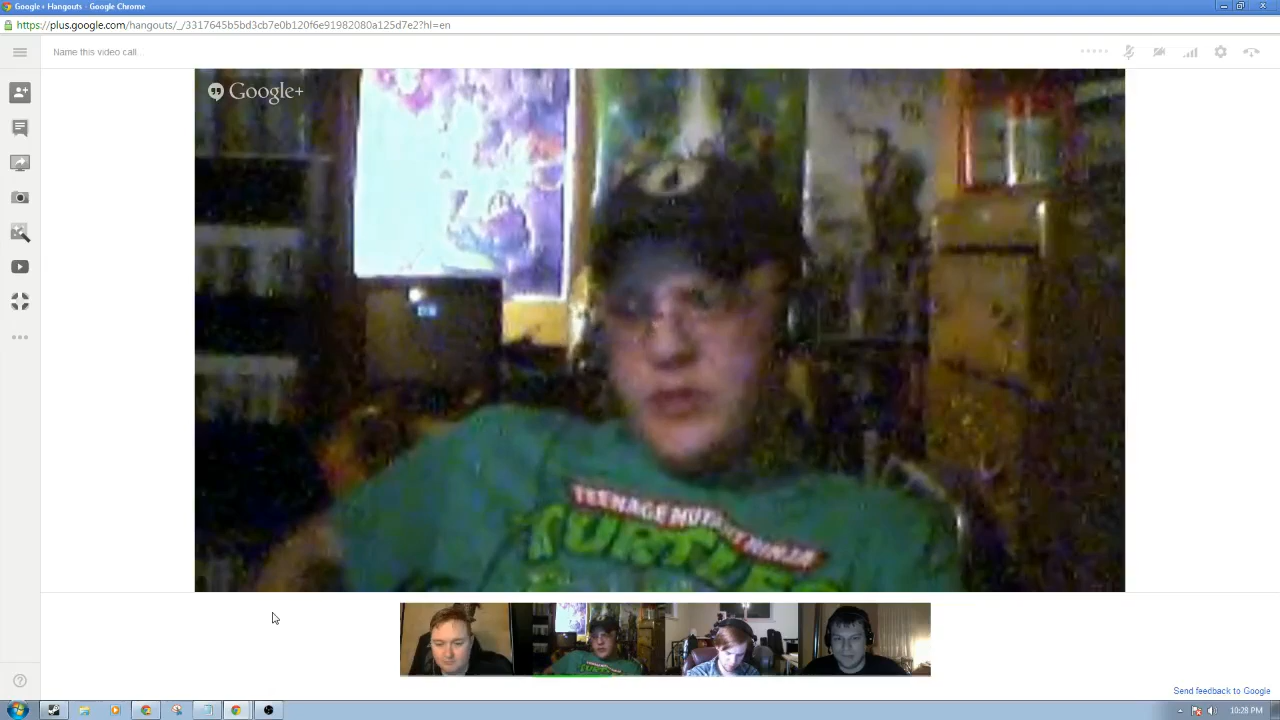 Google+ Hangouts - Google Chrome
https://plus.google.com/hangouts/_/3317645b5bd3cb7e0b120f6e91982080a125d7e2?hl=en
Name this video call
Google+
TEENAGE MUTANT NINJA
TURTLES
Send feedback to Google
10:28 PM